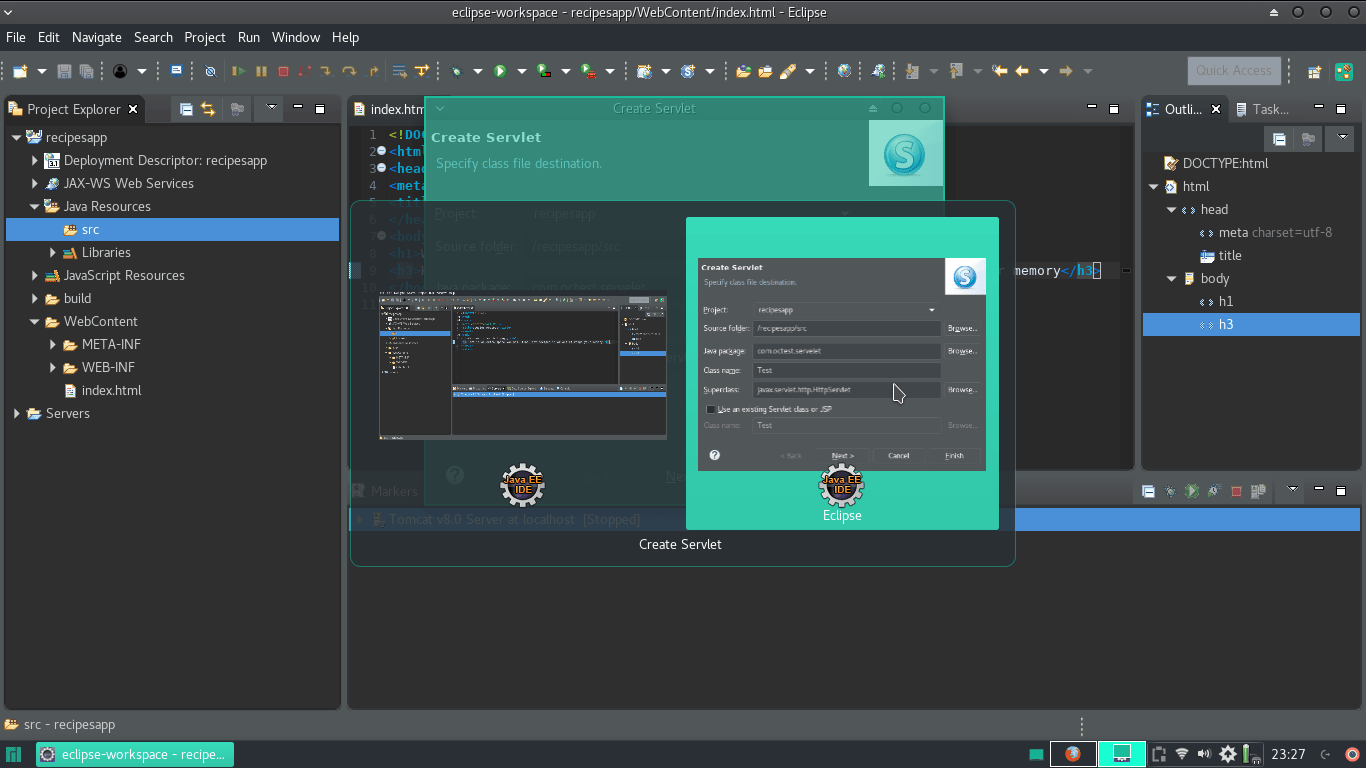 eclipse-workspace - recipesapp/WebContent/index.html - Eclipse
File Edit Navigate Search Project Run Window Help
Quick Access
Project Explorer
recipesapp
3.1 Deployment Descriptor: recipesapp
JAX-WS Web Services
Java Resources
src
Libraries
JavaScript Resources
build
WebContent
META-INF
WEB-INF
index.html
Servers
index.htm
1 <!DOC
2 <html
3 <head
4 <meta
5 <titl
6 </he
7 <body
8 <h1>
9 <h3> memory</h3>
10
11
Create Servlet
Create Servlet
Specify class file destination.
Project: recipesapp
Source folder: /recipesapp/src
Java package: com.octest.servelet
Create Servlet
Specify class file destination.
Project: recipesapp
Source folder: /recipesapp/src Browse...
Java package: com.octest.servelet Browse...
Class name: Test
Superclass: javax.servlet.http.HttpServlet Browse...
Use an existing Servlet class or JSP
Class name: Test Browse...
? < Back Next > Cancel Finish
Java EE IDE
Java EE IDE
Eclipse
Create Servlet
Outli...
Task...
DOCTYPE:html
html
head
meta charset=utf-8
title
body
h1
h3
Markers
Tomcat v8.0 Server at localhost [Stopped]
src - recipesapp
eclipse-workspace - recipe...
23:27